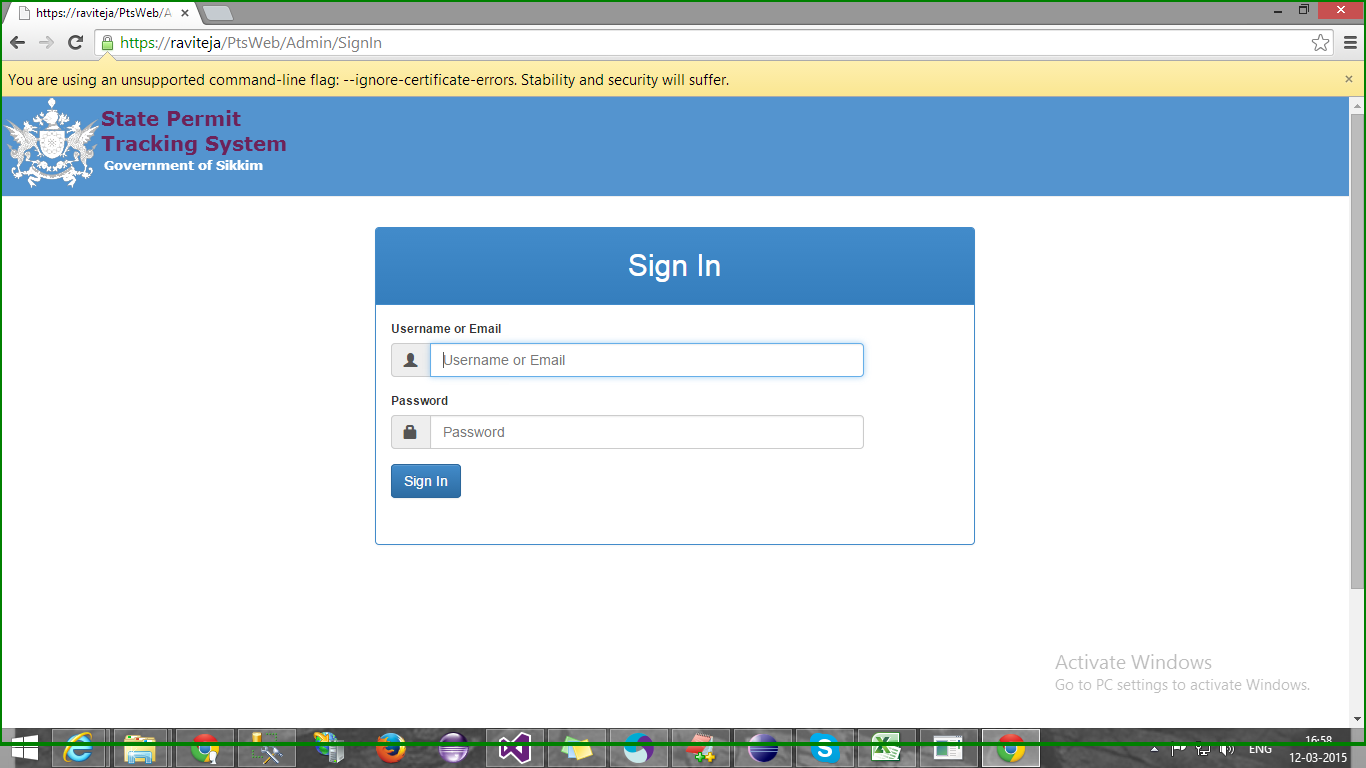 https://raviteja/PtsWeb/A
https://raviteja/PtsWeb/Admin/SignIn
You are using an unsupported command-line flag: --ignore-certificate-errors. Stability and security will suffer.
State Permit
Tracking System
Government of Sikkim
Sign In
Username or Email
Username or Email
Password
Password
Sign In
Activate Windows
Go to PC settings to activate Windows.
ENG
16:58
12-03-2015